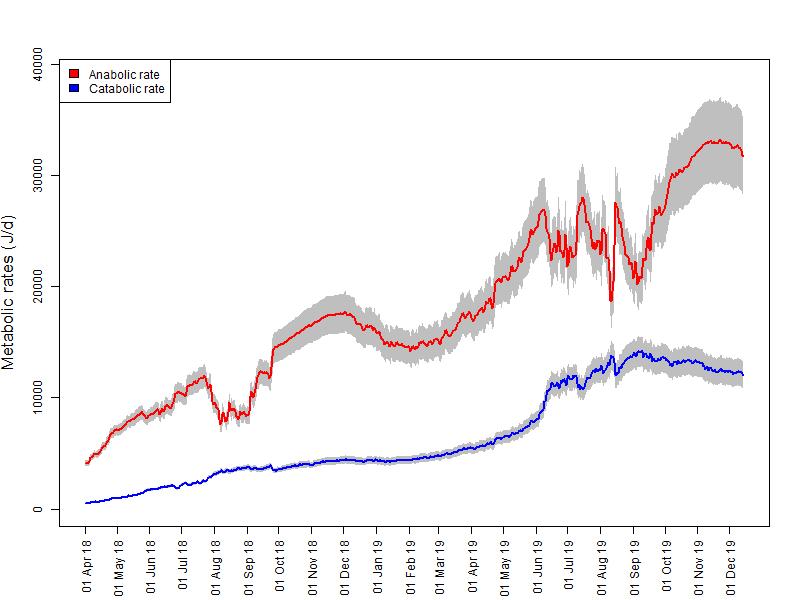 Anabolic rate
Catabolic rate
Metabolic rates (J/d)
40000
30000
20000
10000
0
01 Apr 18
01 May 18
01 Jun 18
01 Jul 18
01 Aug 18
01 Sep 18
01 Oct 18
01 Nov 18
01 Dec 18
01 Jan 19
01 Feb 19
01 Mar 19
01 Apr 19
01 May 19
01 Jun 19
01 Jul 19
01 Aug 19
01 Sep 19
01 Oct 19
01 Nov 19
01 Dec 19